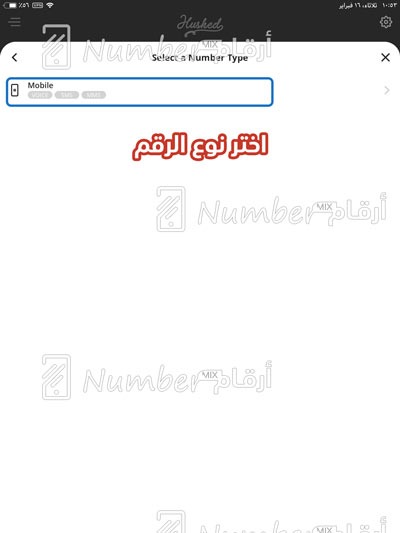 ٪٥٦ VPN ١٠:٥٣ ثلاثاء، ١٦ فبراير
Hushed
Select a Number Type
Mobile
VOICE SMS MMS
اختر نوع الرقم
Number MIX أرقام
Number MIX أرقام
Number MIX أرقام
Number MIX أرقام